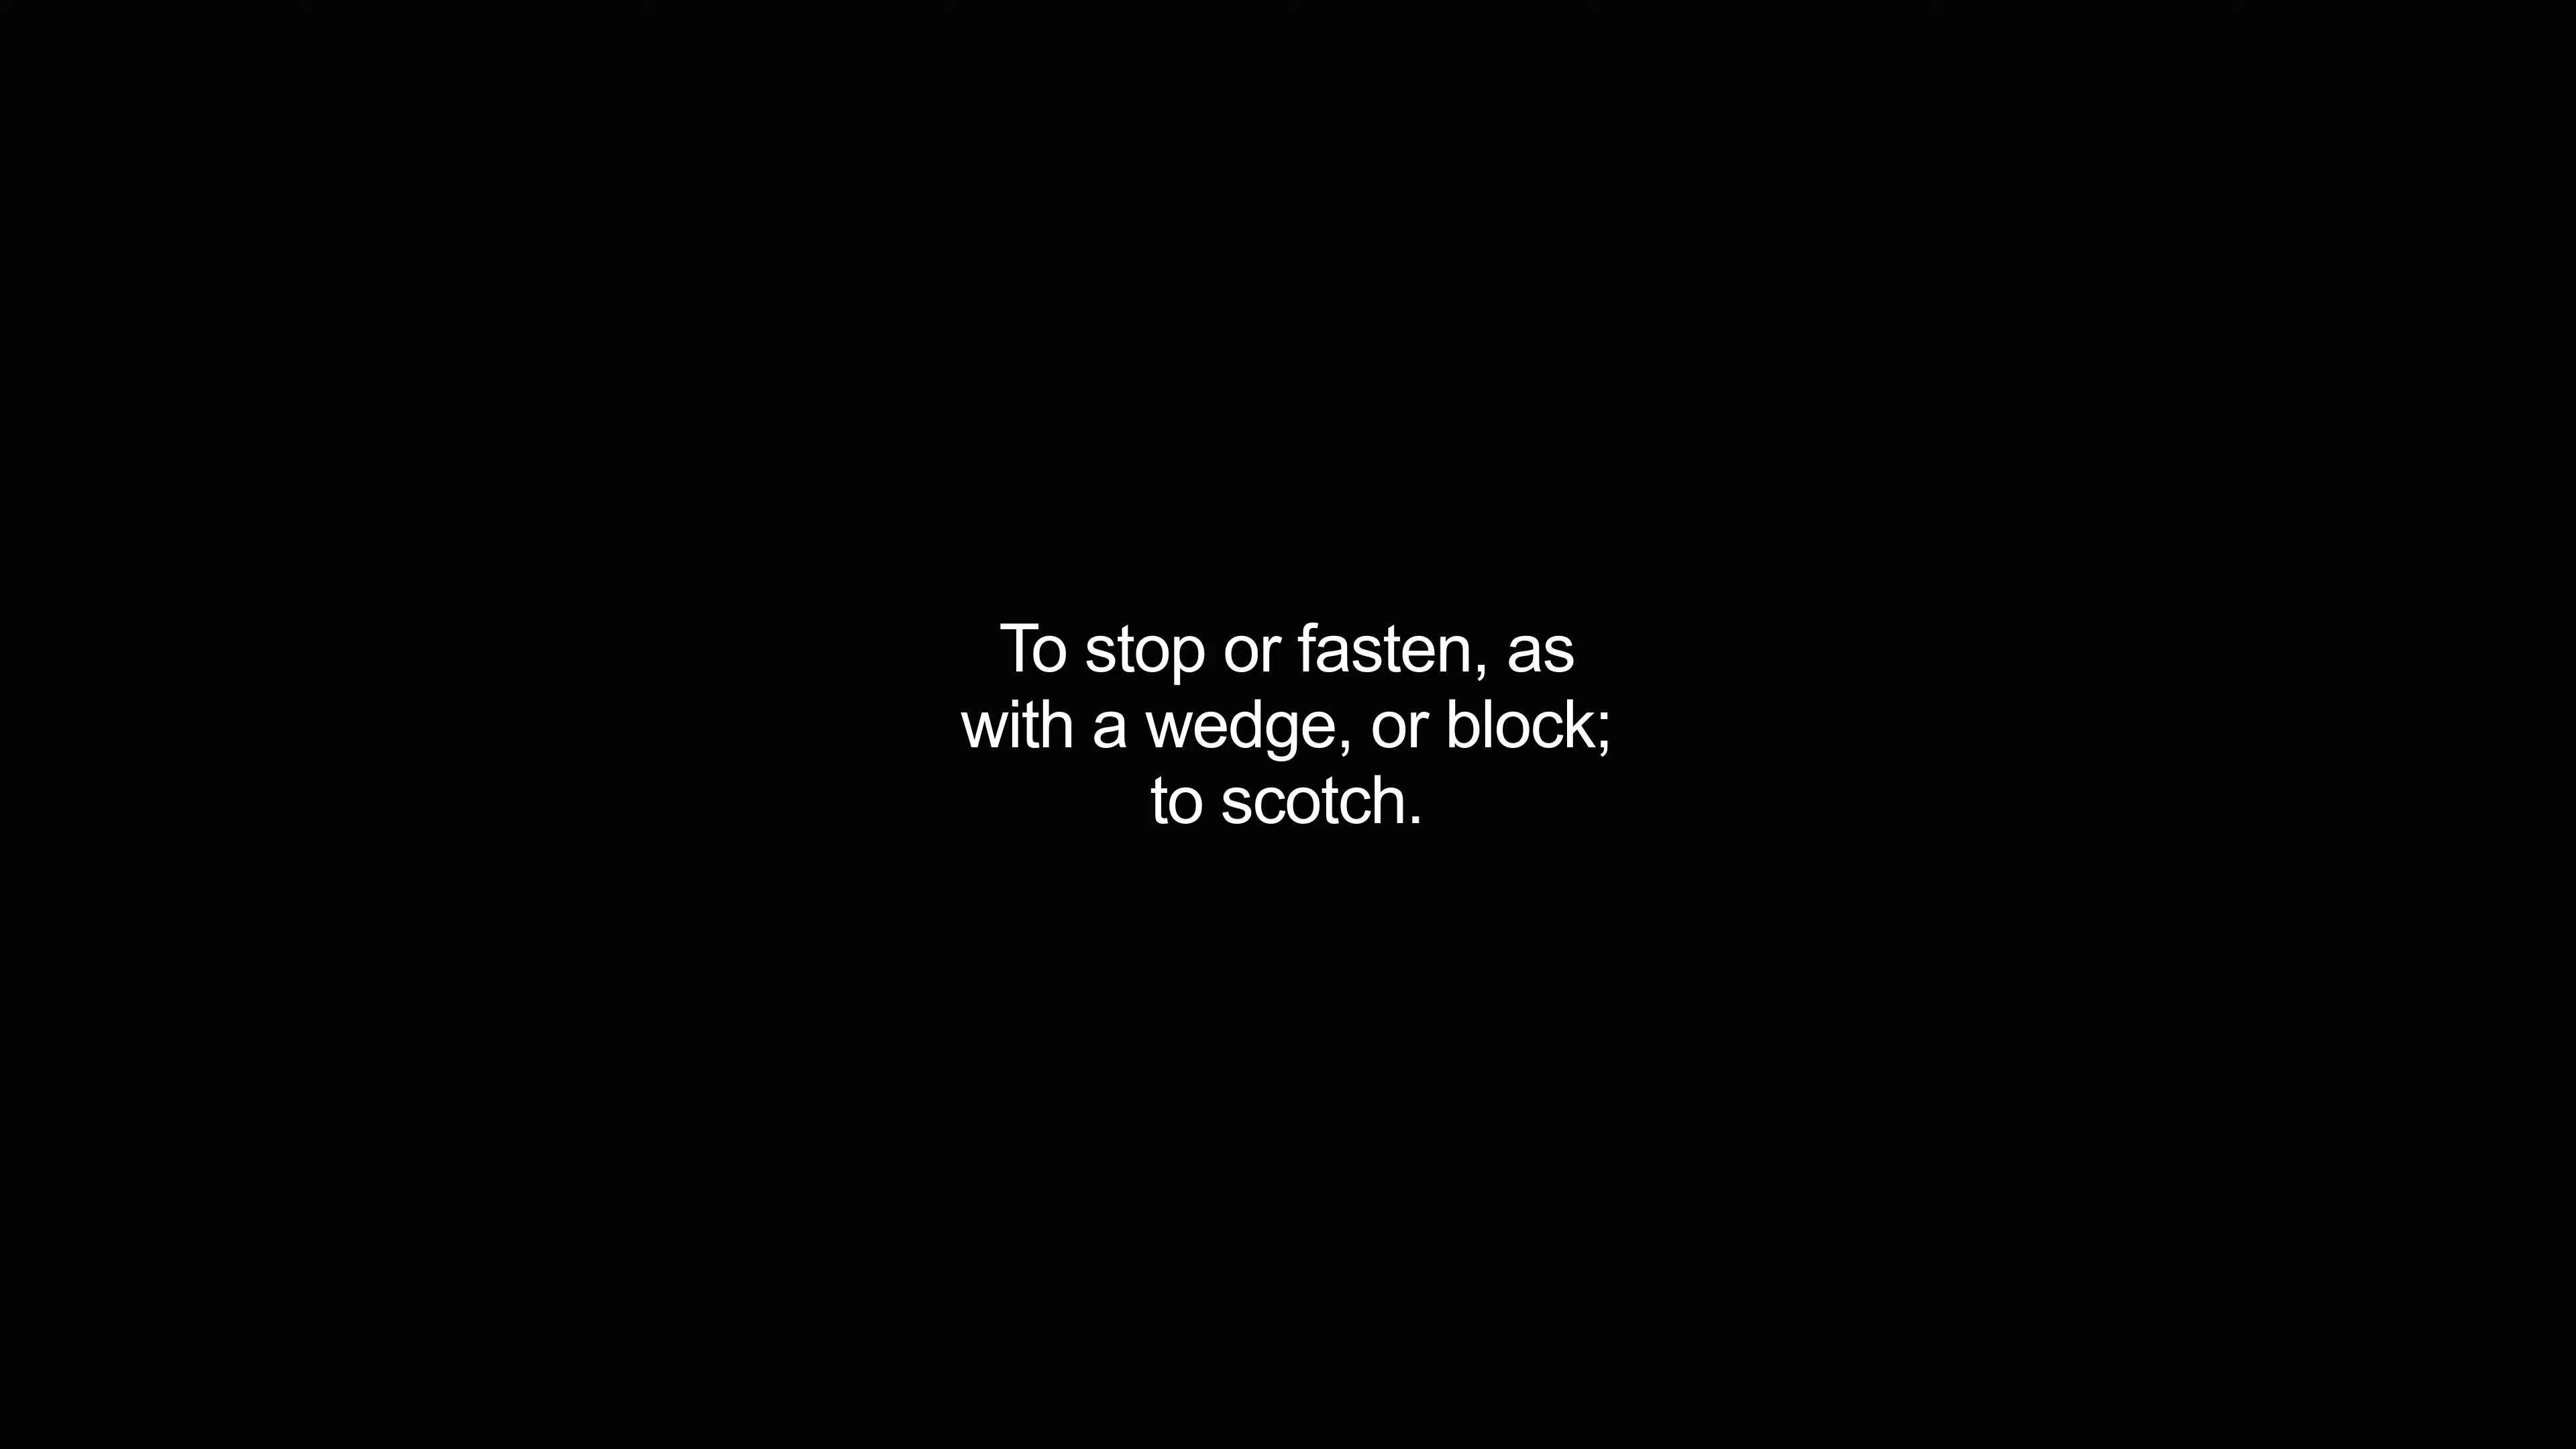 To stop or fasten, as
with a wedge, or block;
to scotch.